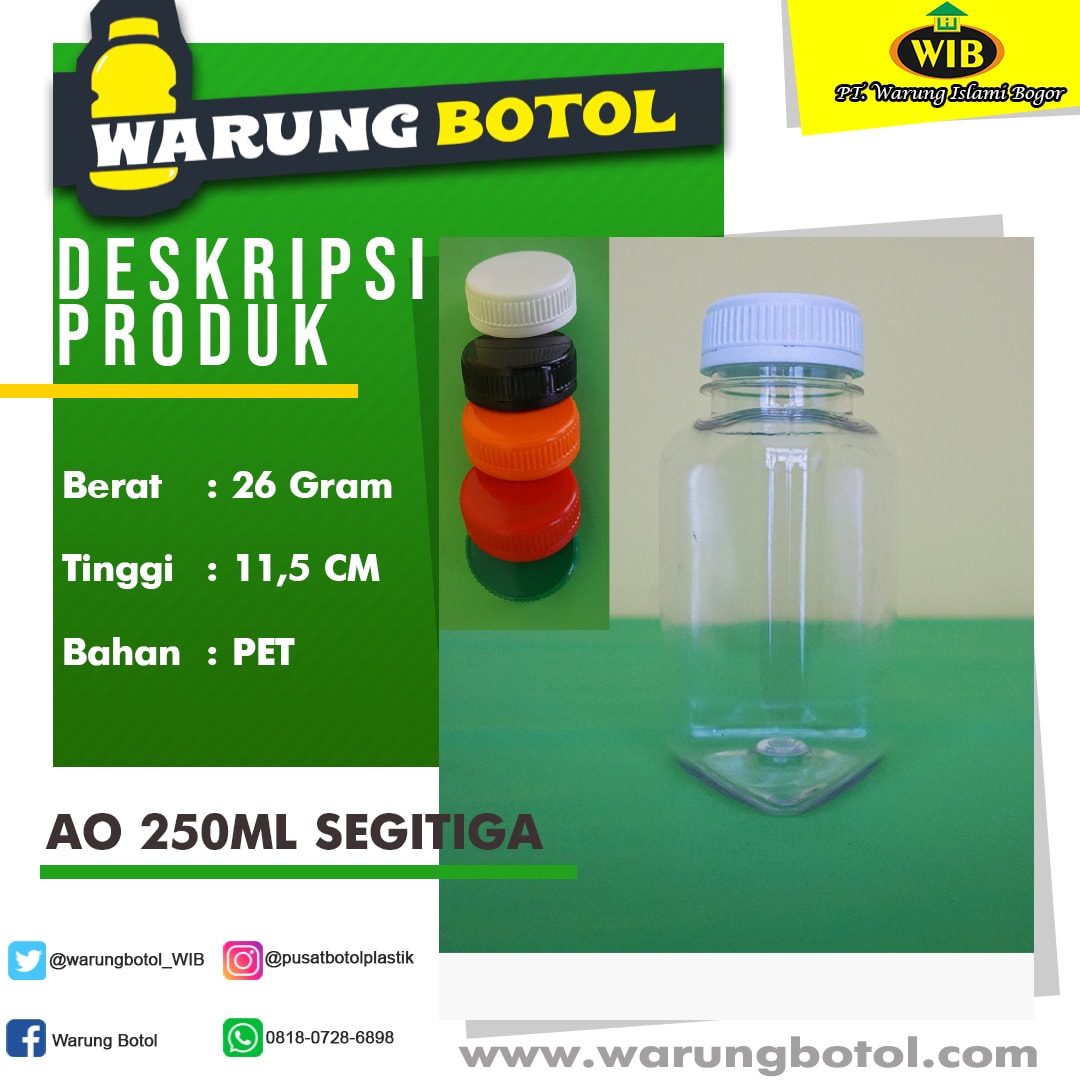 WARUNG BOTOL
WIB
PT. Warung Islami Bogor
DESKRIPSI
PRODUK
Berat : 26 Gram
Tinggi : 11,5 CM
Bahan : PET
AO 250ML SEGITIGA
@warungbotol_WIB
@pusatbotolplastik
Warung Botol
0818-0728-6898
www.warungbotol.com